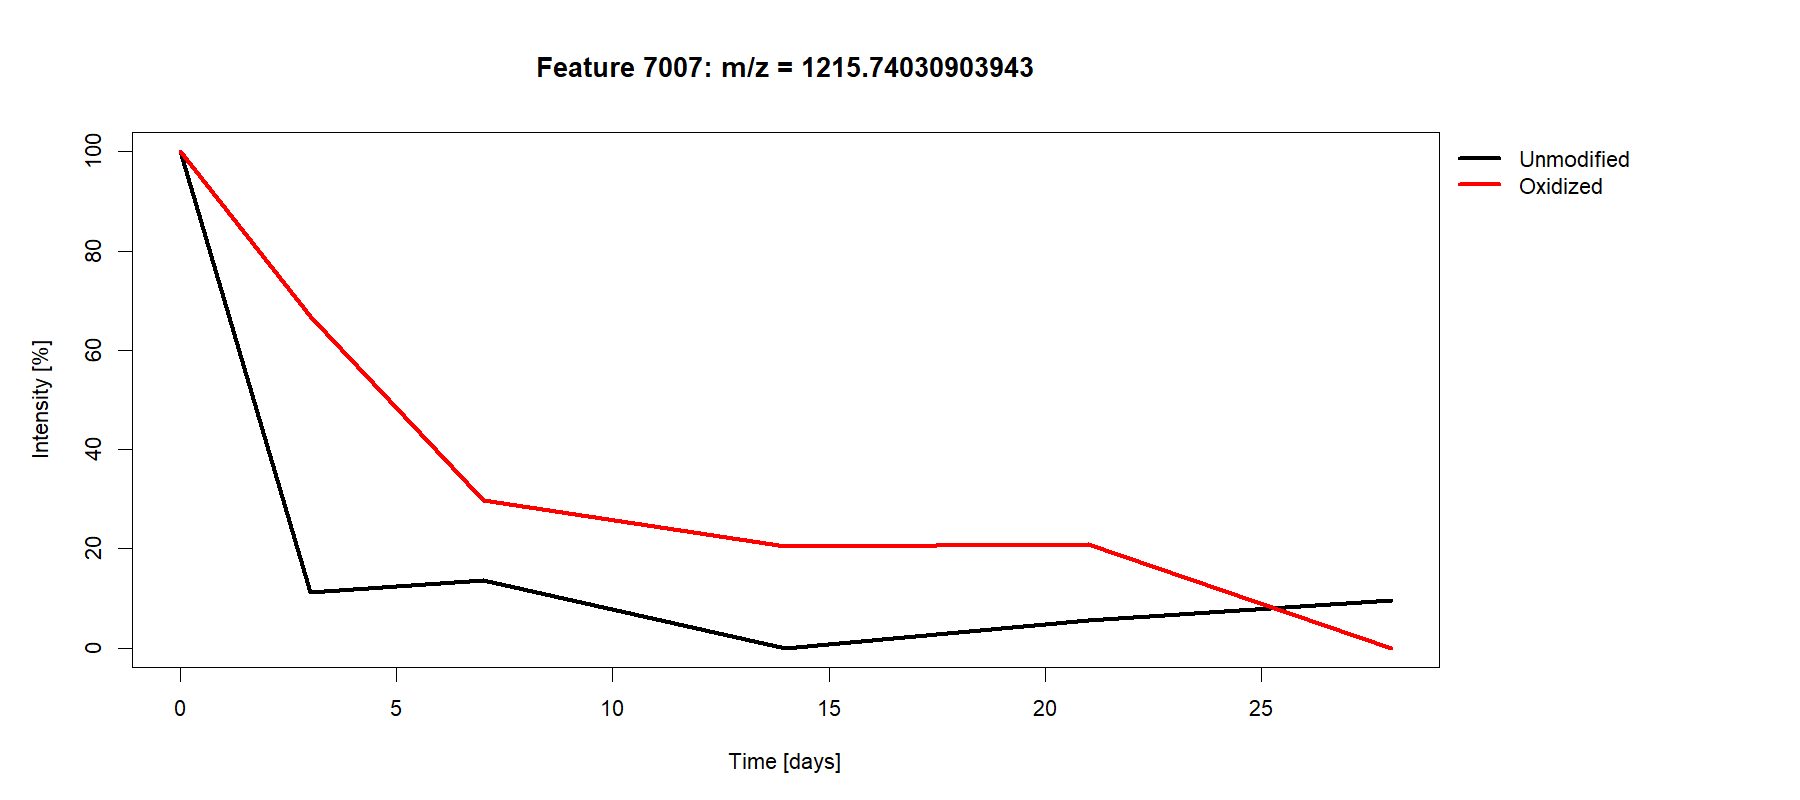 Feature 7007: m/z = 1215.74030903943
Unmodified
Oxidized
Intensity [%]
100
80
60
40
20
0
0 5 10 15 20 25
Time [days]